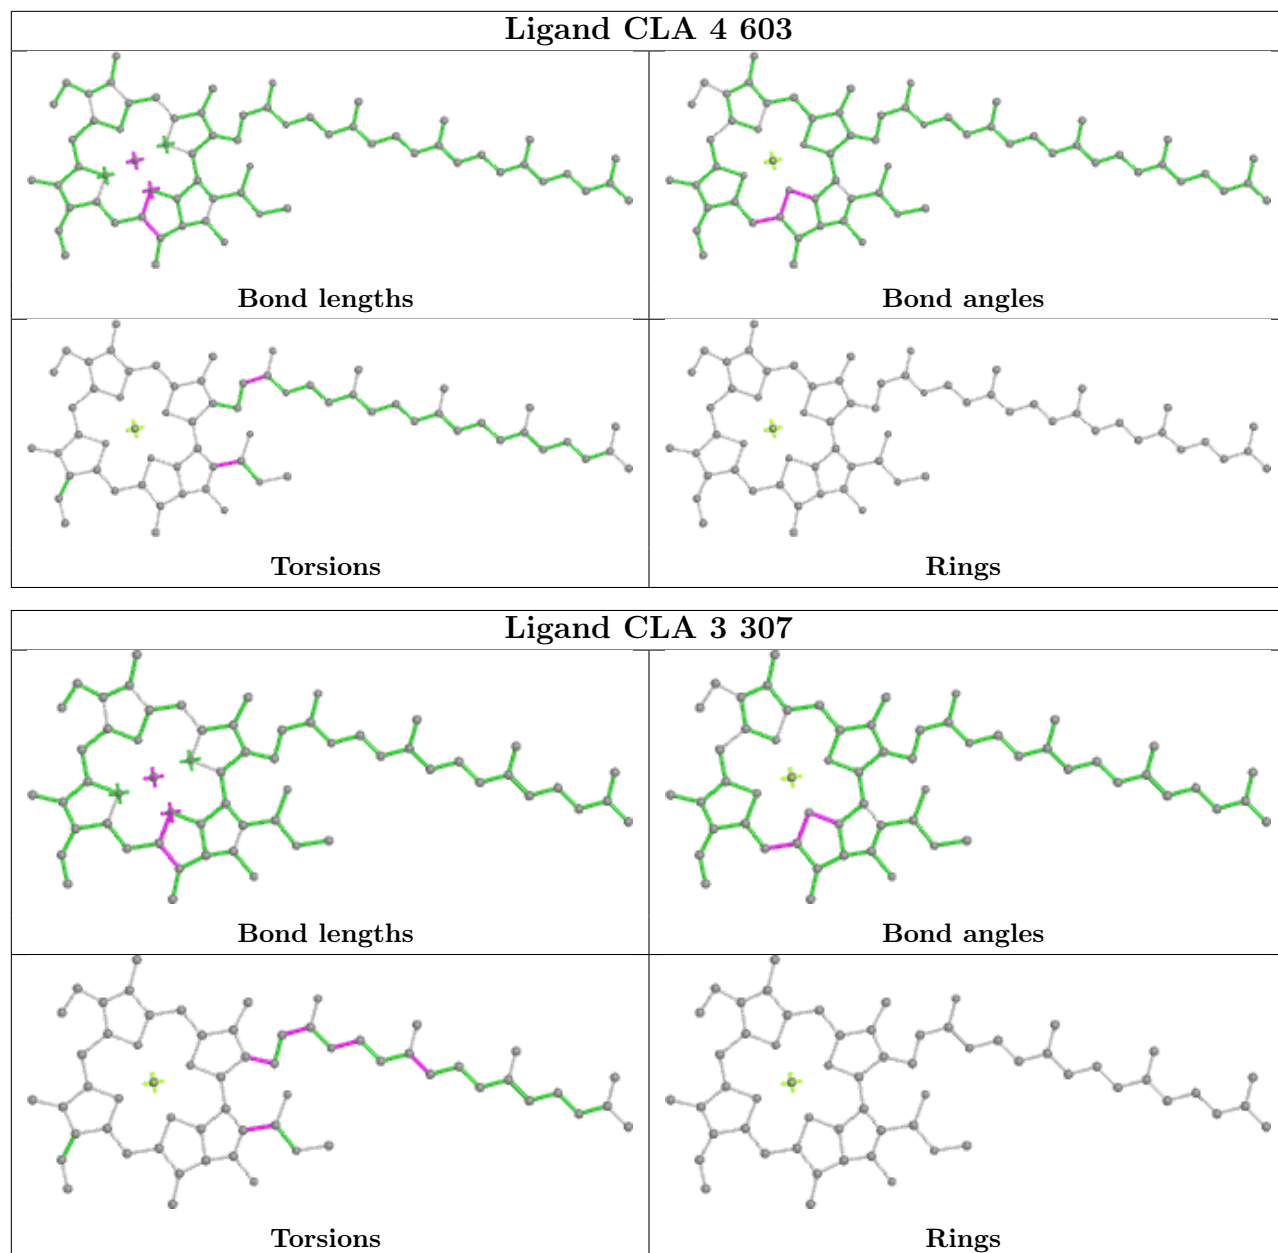 Ligand CLA 4 603
Bond lengths
Bond angles
Torsions
Rings
Ligand CLA 3 307
Bond lengths
Bond angles
Torsions
Rings